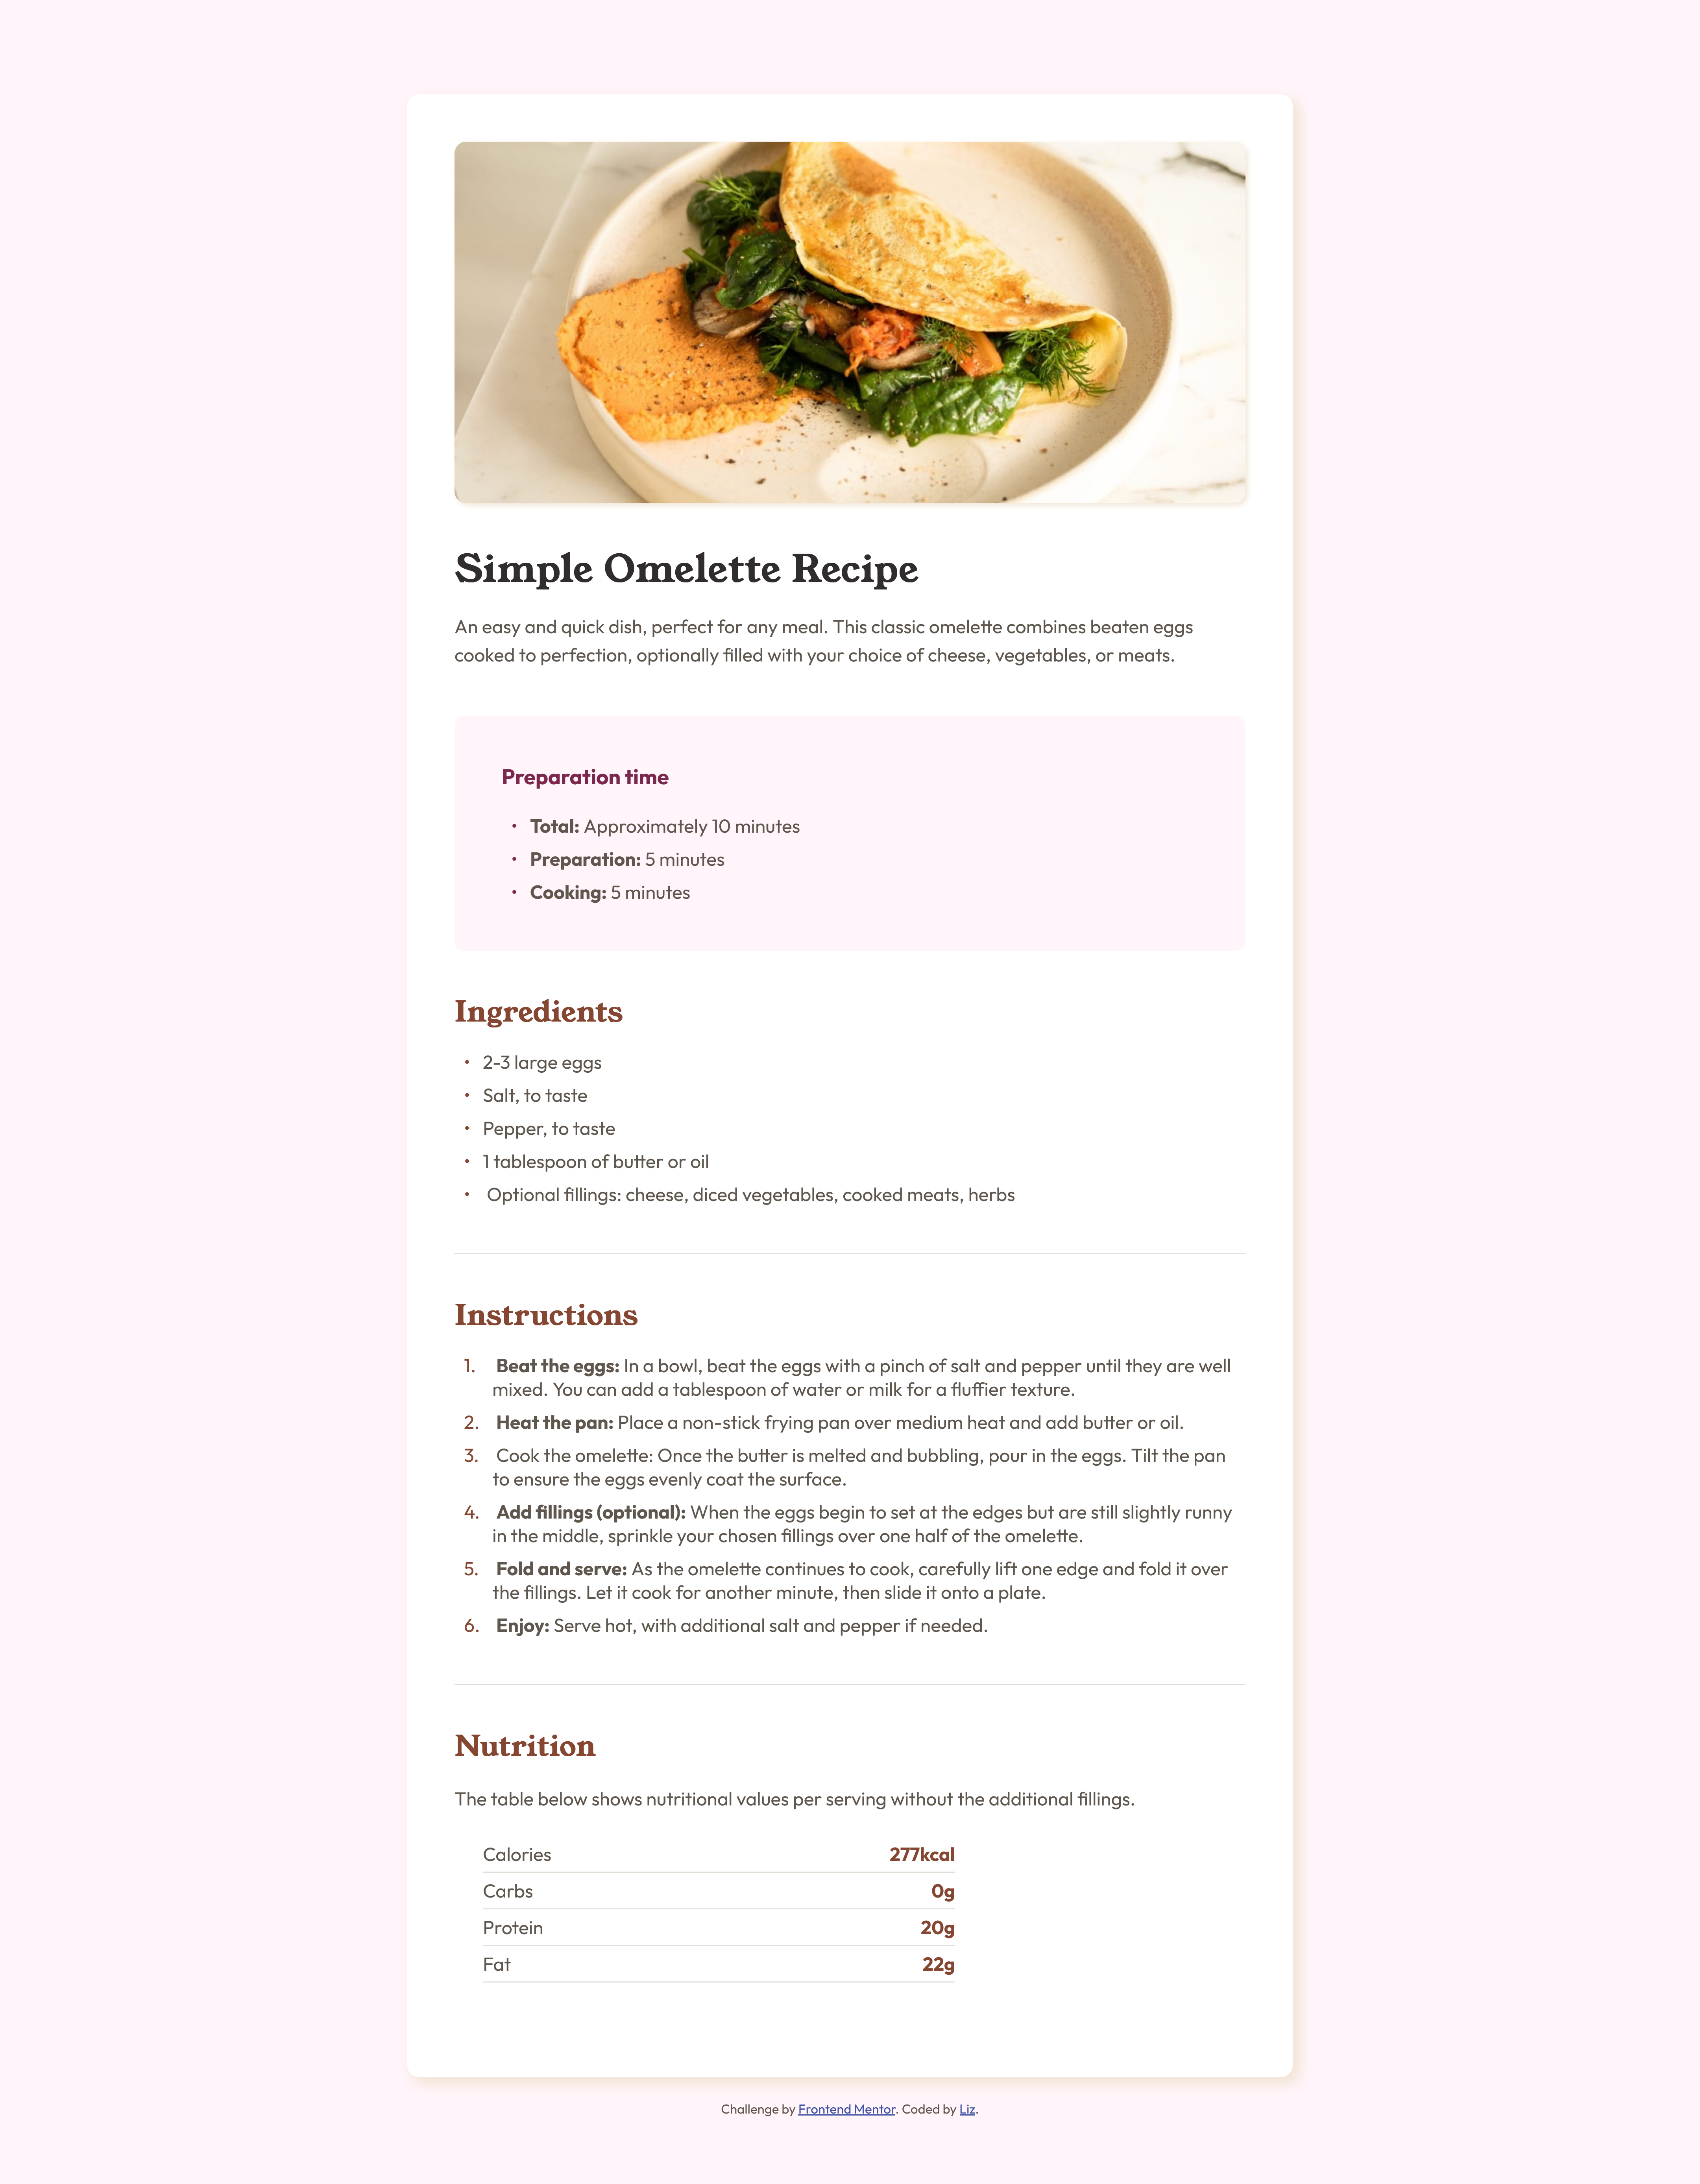 Simple Omelette Recipe
An easy and quick dish, perfect for any meal. This classic omelette combines beaten eggs
cooked to perfection, optionally filled with your choice of cheese, vegetables, or meats.
Preparation time
• Total: Approximately 10 minutes
• Preparation: 5 minutes
• Cooking: 5 minutes
Ingredients
• 2-3 large eggs
• Salt, to taste
• Pepper, to taste
• 1 tablespoon of butter or oil
• Optional fillings: cheese, diced vegetables, cooked meats, herbs
Instructions
1. Beat the eggs: In a bowl, beat the eggs with a pinch of salt and pepper until they are well
mixed. You can add a tablespoon of water or milk for a fluffier texture.
2. Heat the pan: Place a non-stick frying pan over medium heat and add butter or oil.
3. Cook the omelette: Once the butter is melted and bubbling, pour in the eggs. Tilt the pan
to ensure the eggs evenly coat the surface.
4. Add fillings (optional): When the eggs begin to set at the edges but are still slightly runny
in the middle, sprinkle your chosen fillings over one half of the omelette.
5. Fold and serve: As the omelette continues to cook, carefully lift one edge and fold it over
the fillings. Let it cook for another minute, then slide it onto a plate.
6. Enjoy: Serve hot, with additional salt and pepper if needed.
Nutrition
The table below shows nutritional values per serving without the additional fillings.
Calories 277kcal
Carbs 0g
Protein 20g
Fat 22g
Challenge by Frontend Mentor. Coded by Liz.